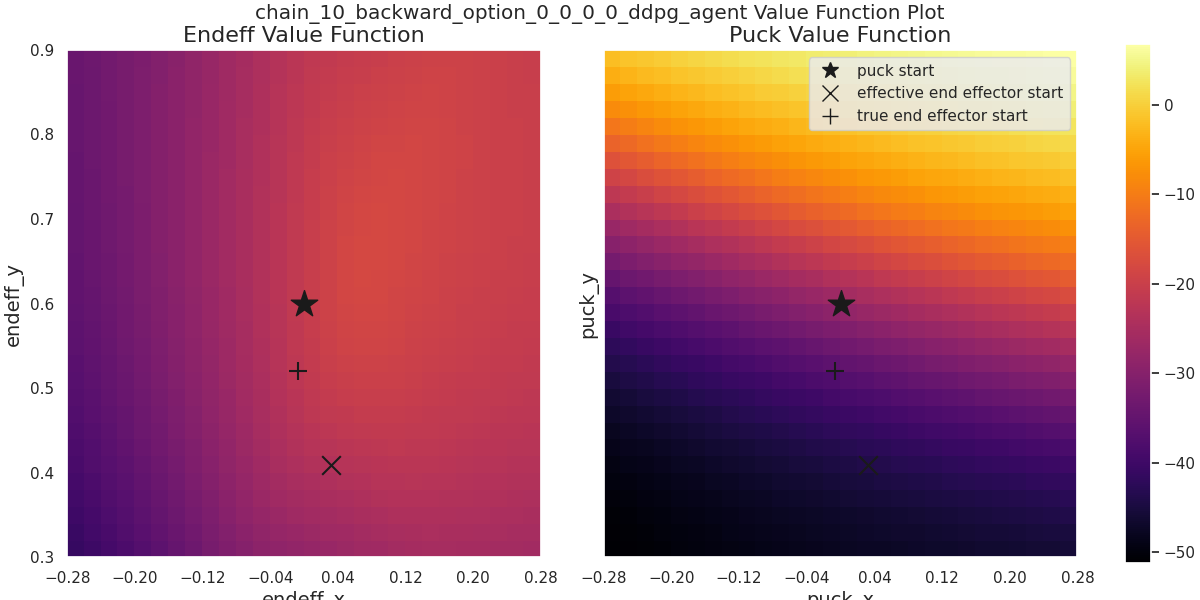 chain_10_backward_option_0_0_0_0_ddpg_agent Value Function Plot
Endeff Value Function
Puck Value Function
puck start
effective end effector start
true end effector start
endeff_y
0.9
0.8
0.7
0.6
0.5
0.4
0.3
−0.28 −0.20 −0.12 −0.04 0.04 0.12 0.20 0.28
endeff_x
puck_y
−0.28 −0.20 −0.12 −0.04 0.04 0.12 0.20 0.28
puck_x
0
−10
−20
−30
−40
−50